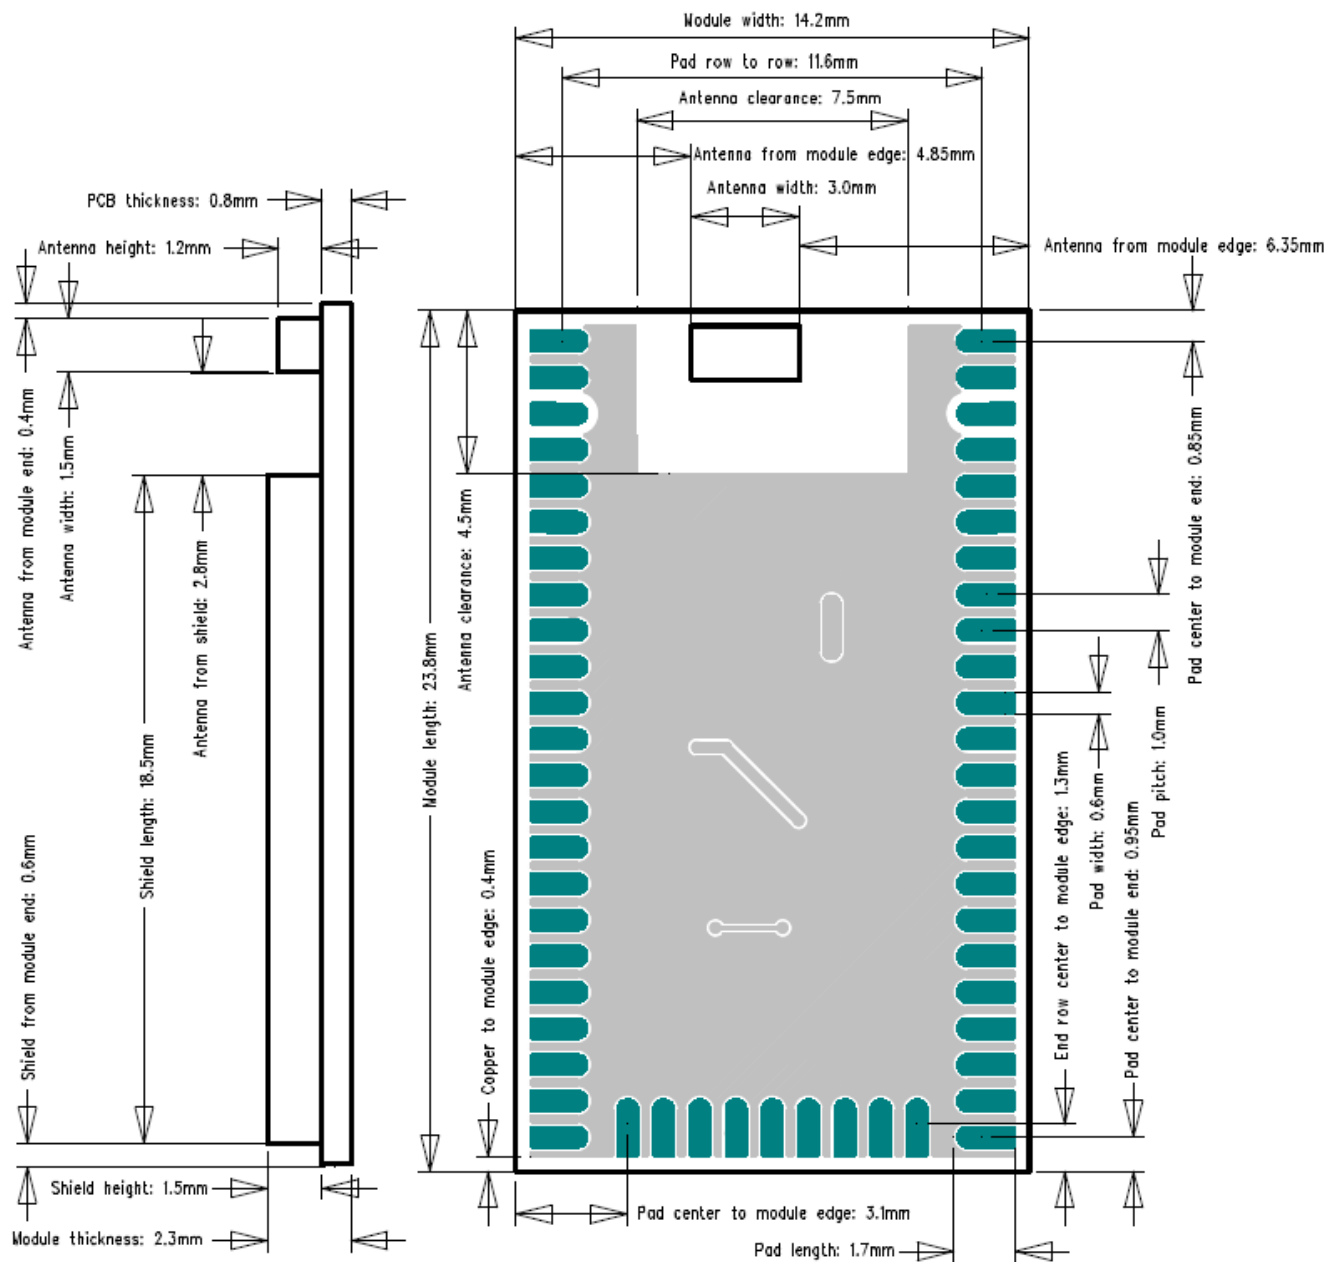 Module width: 14.2mm
Pad row to row: 11.6mm
Antenna clearance: 7.5mm
Antenna from module edge: 4.85mm
Antenna width: 3.0mm
PCB thickness: 0.8mm
Antenna height: 1.2mm
Antenna from module edge: 6.35mm
Antenna from module end: 0.4mm
Antenna width: 1.5mm
Antenna from shield: 2.8mm
Shield length: 18.5mm
Shield from module end: 0.6mm
Module length: 23.8mm
Antenna clearance: 4.5mm
Copper to module edge: 0.4mm
Pad center to module end: 0.85mm
Pad pitch: 1.0mm
Pad width: 0.6mm
End row center to module edge: 1.3mm
Pad center to module end: 0.95mm
Shield height: 1.5mm
Module thickness: 2.3mm
Pad center to module edge: 3.1mm
Pad length: 1.7mm